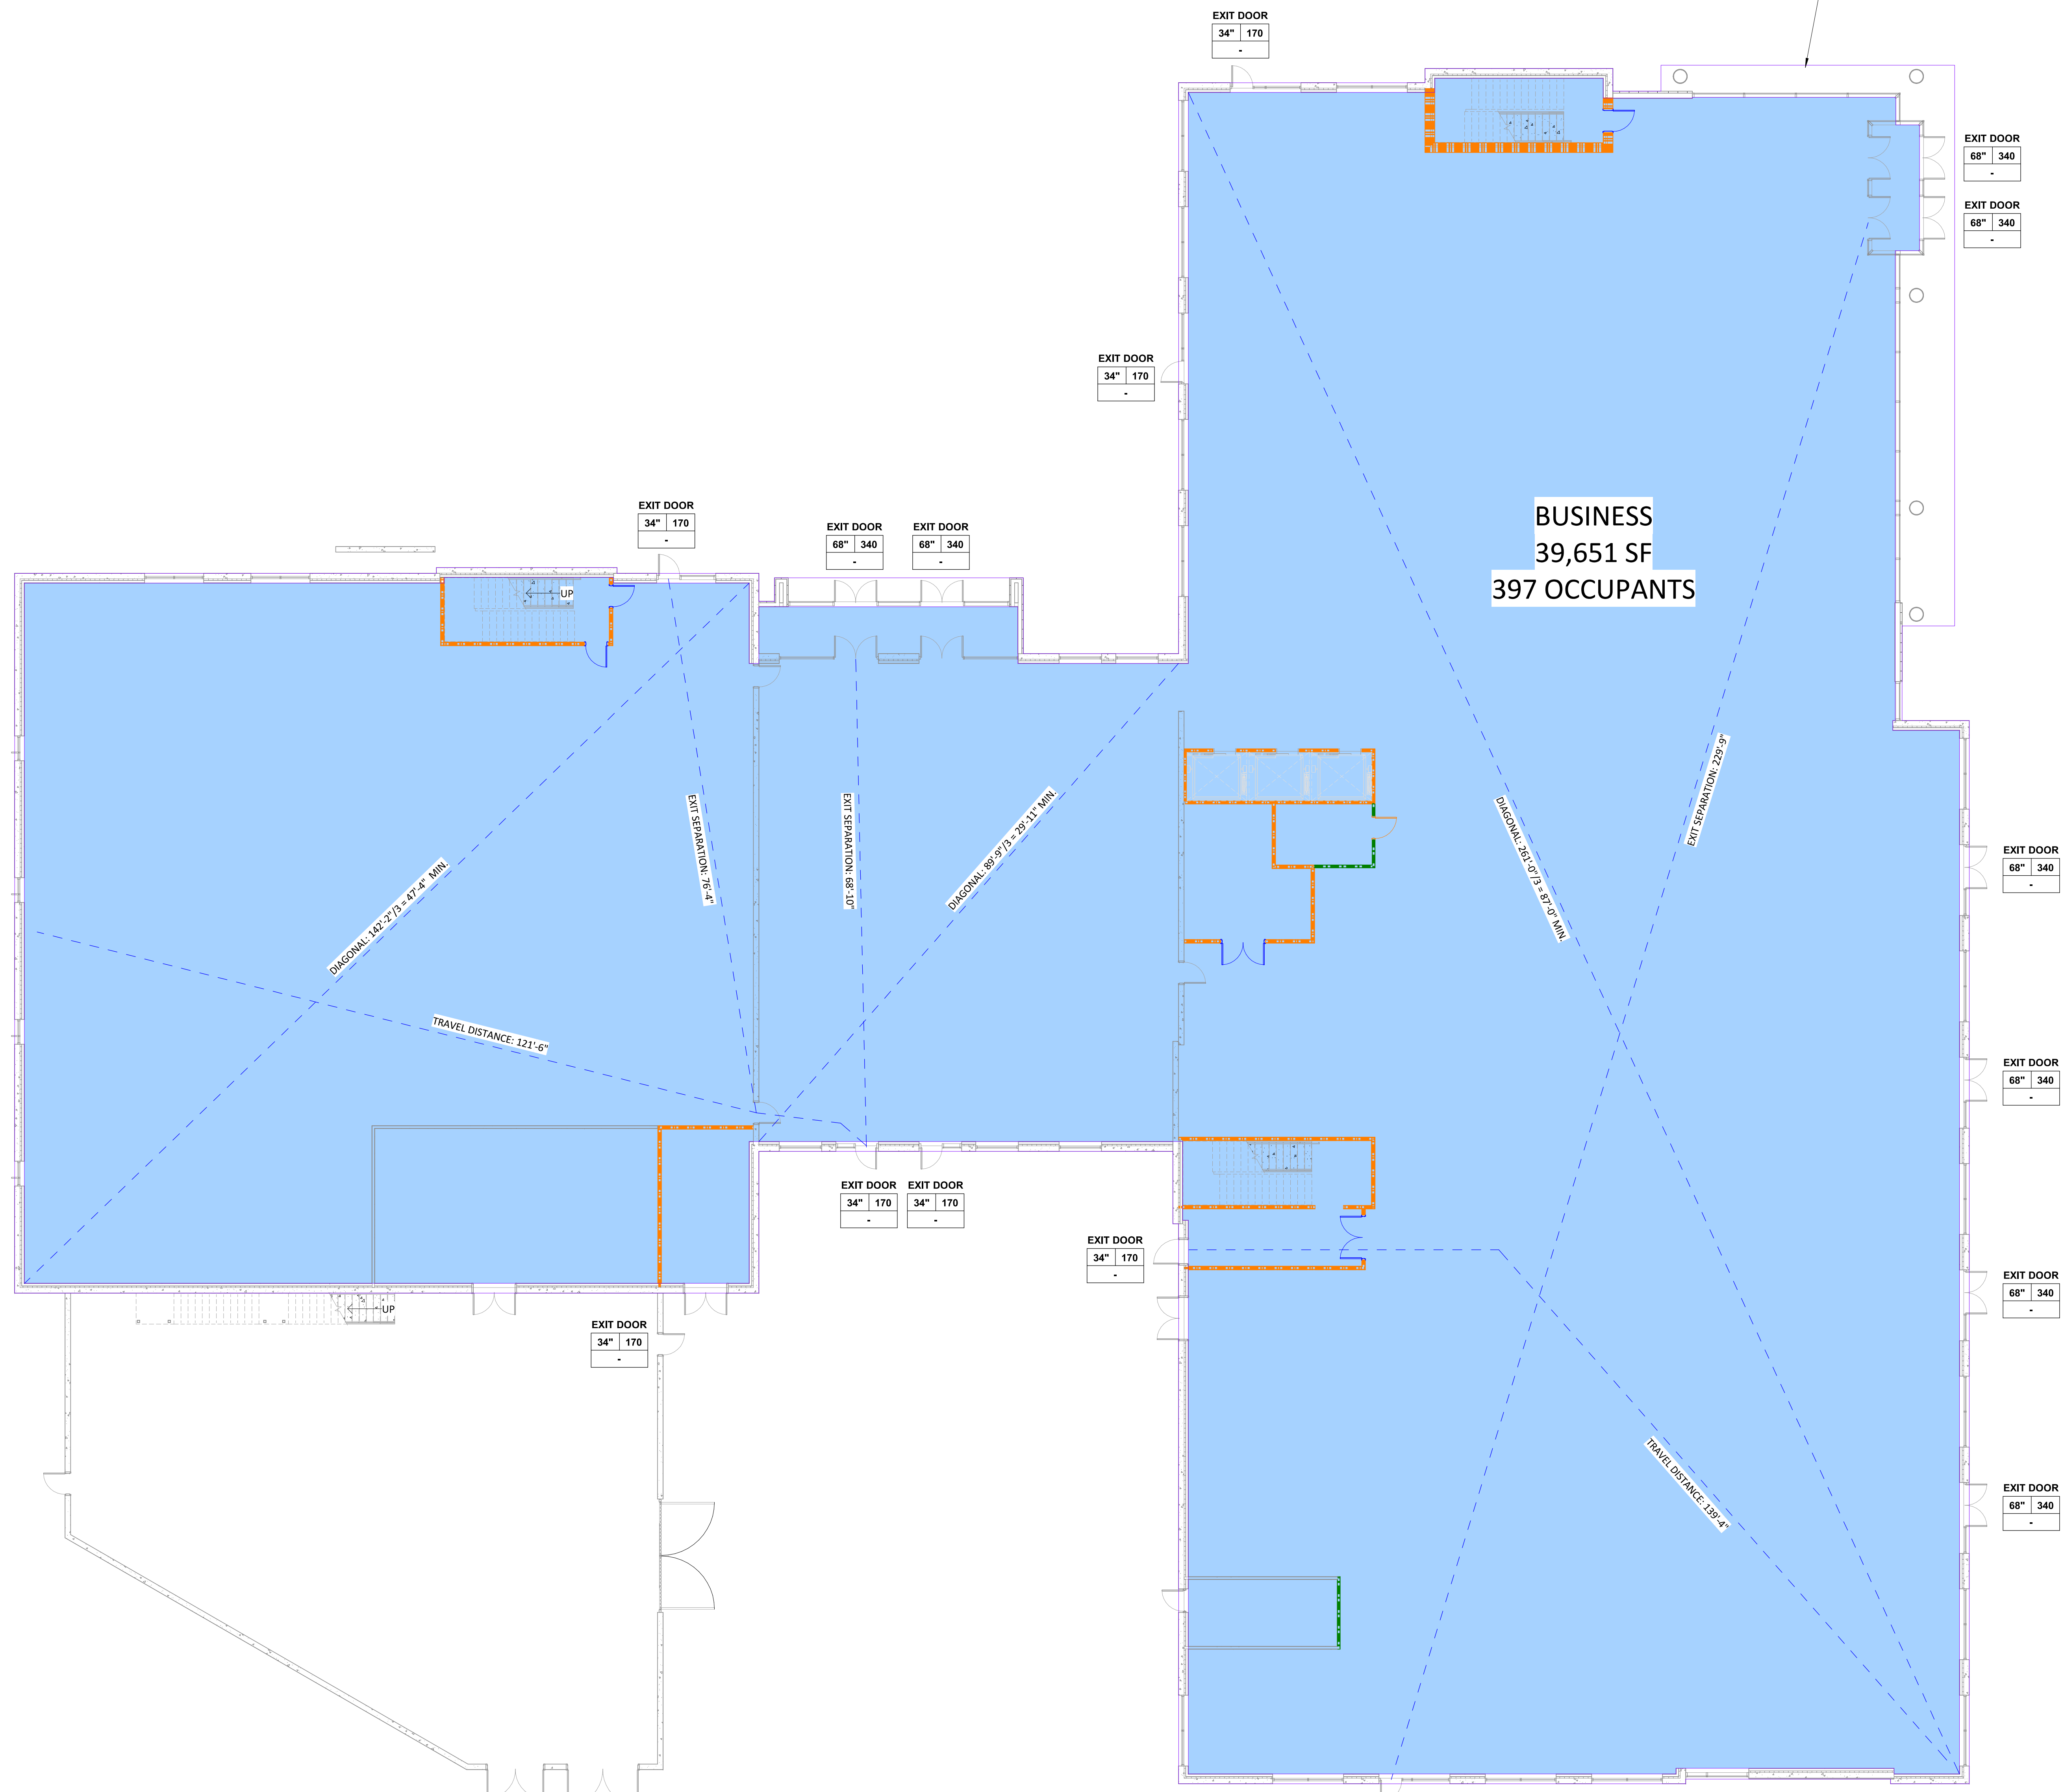 EXIT DOOR
34" 170
-
EXIT DOOR
68" 340
-
EXIT DOOR
68" 340
-
EXIT DOOR
34" 170
-
EXIT DOOR
34" 170
-
EXIT DOOR
68" 340
-
EXIT DOOR
68" 340
-
BUSINESS
39,651 SF
397 OCCUPANTS
UP
EXIT SEPARATION: 76'-4"
EXIT SEPARATION: 68'-10"
DIAGONAL: 89'-9"/3 = 29'-11" MIN.
DIAGONAL: 142'-2"/3 = 47'-4" MIN.
TRAVEL DISTANCE: 121'-6"
EXIT SEPARATION: 229'-9"
DIAGONAL: 261'-0"/3 = 87'-0" MIN.
EXIT DOOR
68" 340
-
EXIT DOOR
68" 340
-
EXIT DOOR
34" 170
-
EXIT DOOR
34" 170
-
EXIT DOOR
34" 170
-
EXIT DOOR
68" 340
-
UP
EXIT DOOR
34" 170
-
TRAVEL DISTANCE: 139'-4"
EXIT DOOR
68" 340
-